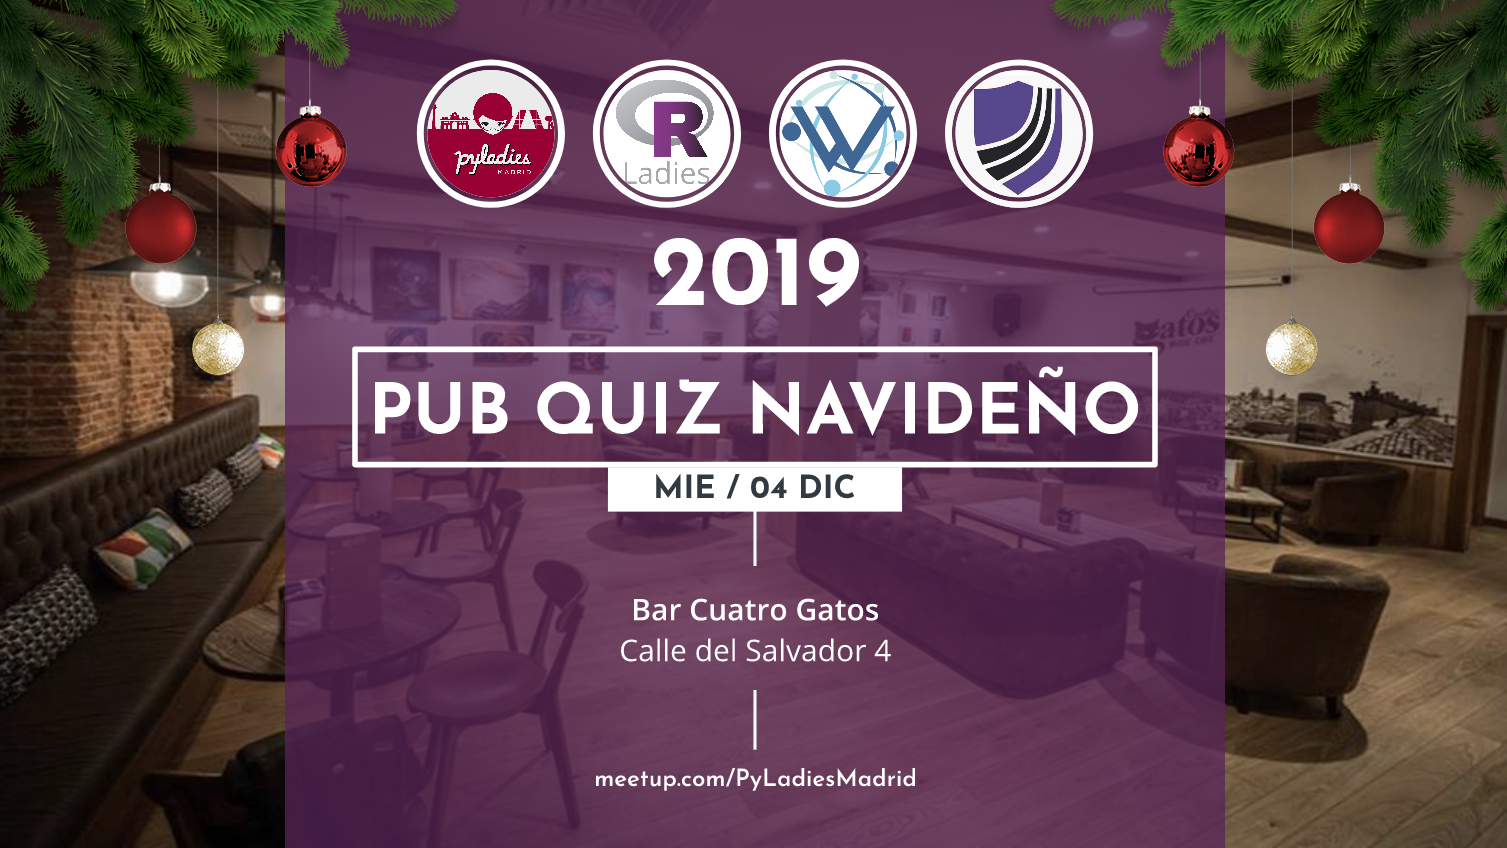 pyladies
MADRID
R
Ladies
W
2019
PUB QUIZ NAVIDEÑO
MIE / 04 DIC
Bar Cuatro Gatos
Calle del Salvador 4
meetup.com/PyLadiesMadrid
gatos